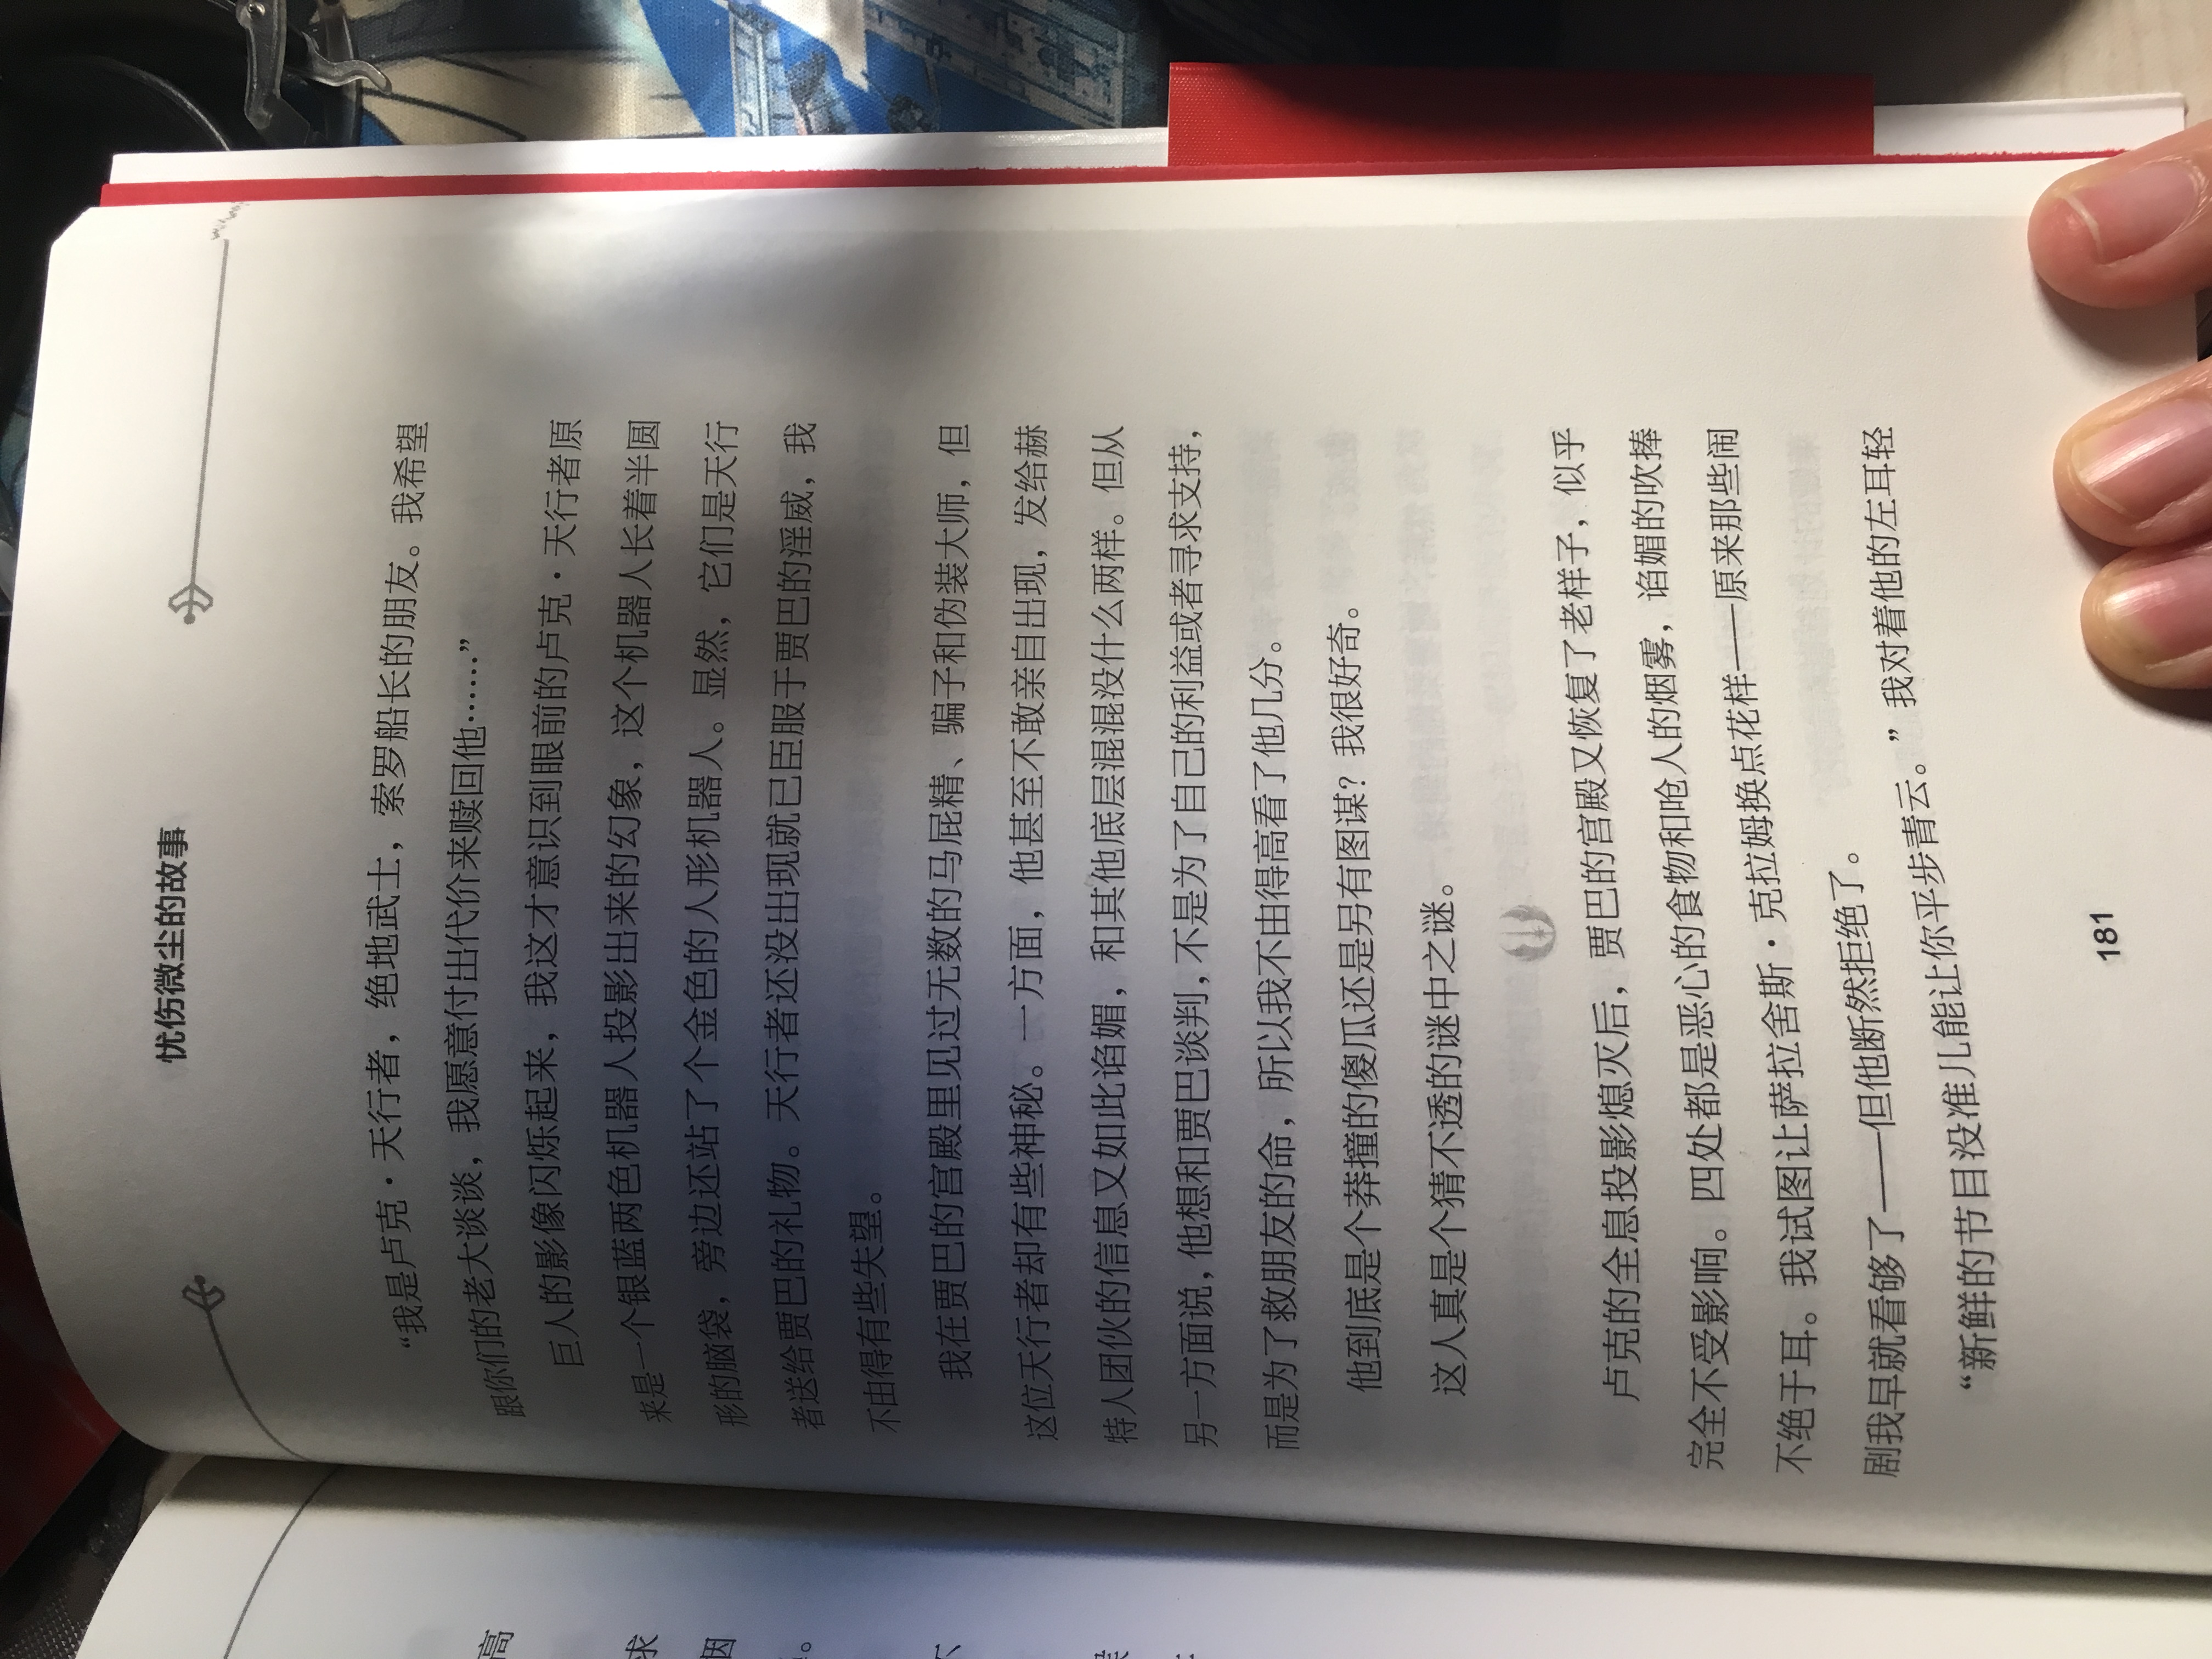 忧伤微尘的故事
“我是卢克·天行者，绝地武士，索罗船长的朋友。我希望
跟你们的老大谈谈，我愿意付出代价来赎回他……”
巨人的影像闪烁起来，我这才意识到眼前的卢克·天行者原
来是一个银蓝两色机器人投影出来的幻象，这个机器人长着半圆
形的脑袋，旁边还站了个金色的人形机器人。显然，它们是天行
者送给贾巴的礼物。天行者还没出现就已臣服于贾巴的淫威，我
不由得有些失望。
我在贾巴的宫殿里见过无数的马屁精、骗子和伪装大师，但
这位天行者却有些神秘。一方面，他甚至不敢亲自出现，发给赫
特人团伙的信息又如此谄媚，和其他底层混混没什么两样。但从
另一方面说，他想和贾巴谈判，不是为了自己的利益或者寻求支持，
而是为了救朋友的命，所以我不由得高看了他几分。
他到底是个莽撞的傻瓜还是另有图谋？我很好奇。
这人真是个猜不透的谜中之谜。
卢克的全息投影熄灭后，贾巴的宫殿又恢复了老样子，似乎
完全不受影响。四处都是恶心的食物和呛人的烟雾，谄媚的吹捧
不绝于耳。我试图让萨拉舍斯·克拉姆换点花样——原来那些闹
剧我早就看够了——但他断然拒绝了。
“新鲜的节目没准儿能让你平步青云。”我对着他的左耳轻
181
高
求
因
。
不